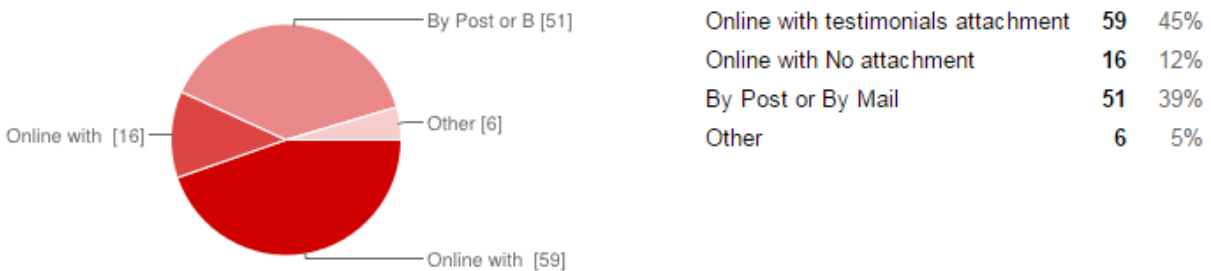 By Post or B [51]
Other [6]
Online with [16]
Online with [59]
Online with testimonials attachment 59 45%
Online with No attachment 16 12%
By Post or By Mail 51 39%
Other 6 5%